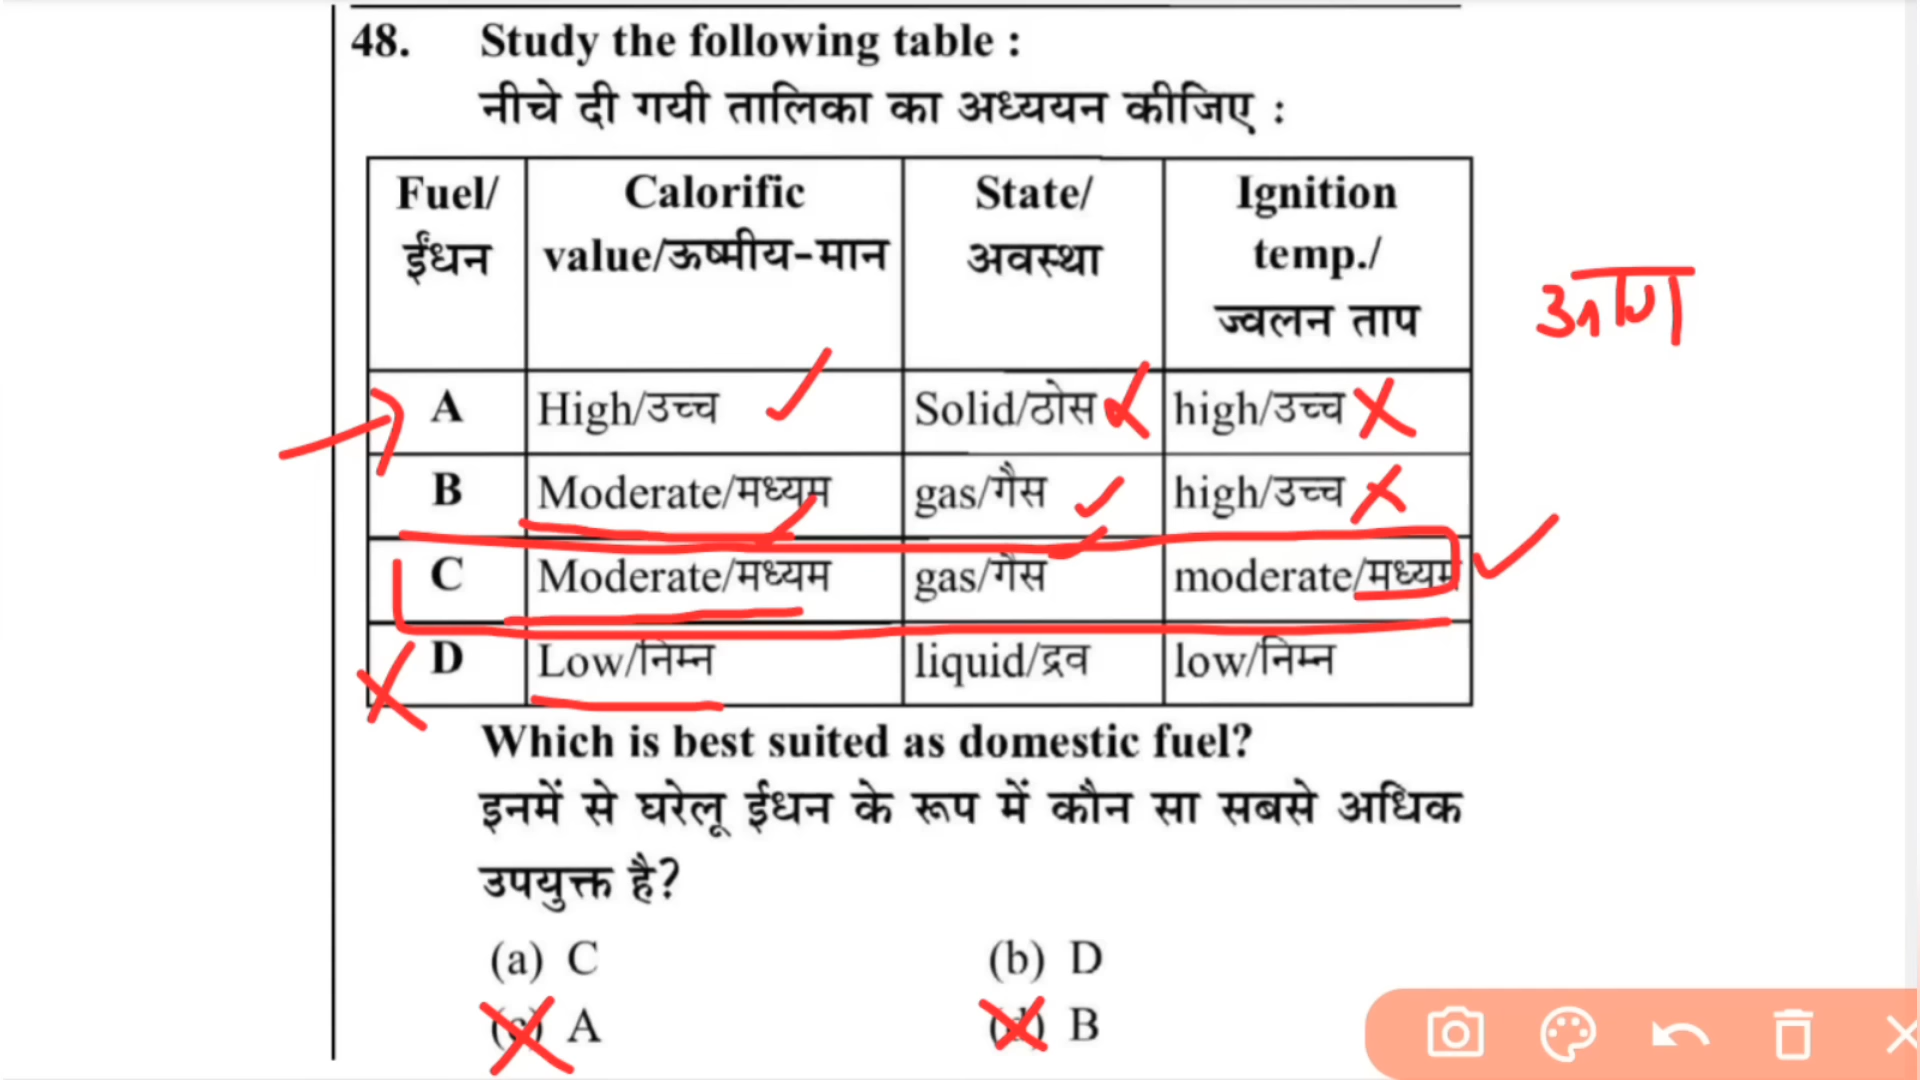 48. Study the following table :
नीचे दी गयी तालिका का अध्ययन कीजिए :
Fuel/ Calorific State/ Ignition
ईंधन value/ऊष्मीय-मान अवस्था temp./
ज्वलन ताप
A High/उच्च Solid/ठोस high/उच्च
B Moderate/मध्यम gas/गैस high/उच्च
C Moderate/मध्यम gas/गैस moderate/मध्यम
D Low/निम्न liquid/द्रव low/निम्न
Which is best suited as domestic fuel?
इनमें से घरेलू ईधन के रूप में कौन सा सबसे अधिक
उपयुक्त है?
(a) C (b) D
(c) A (d) B